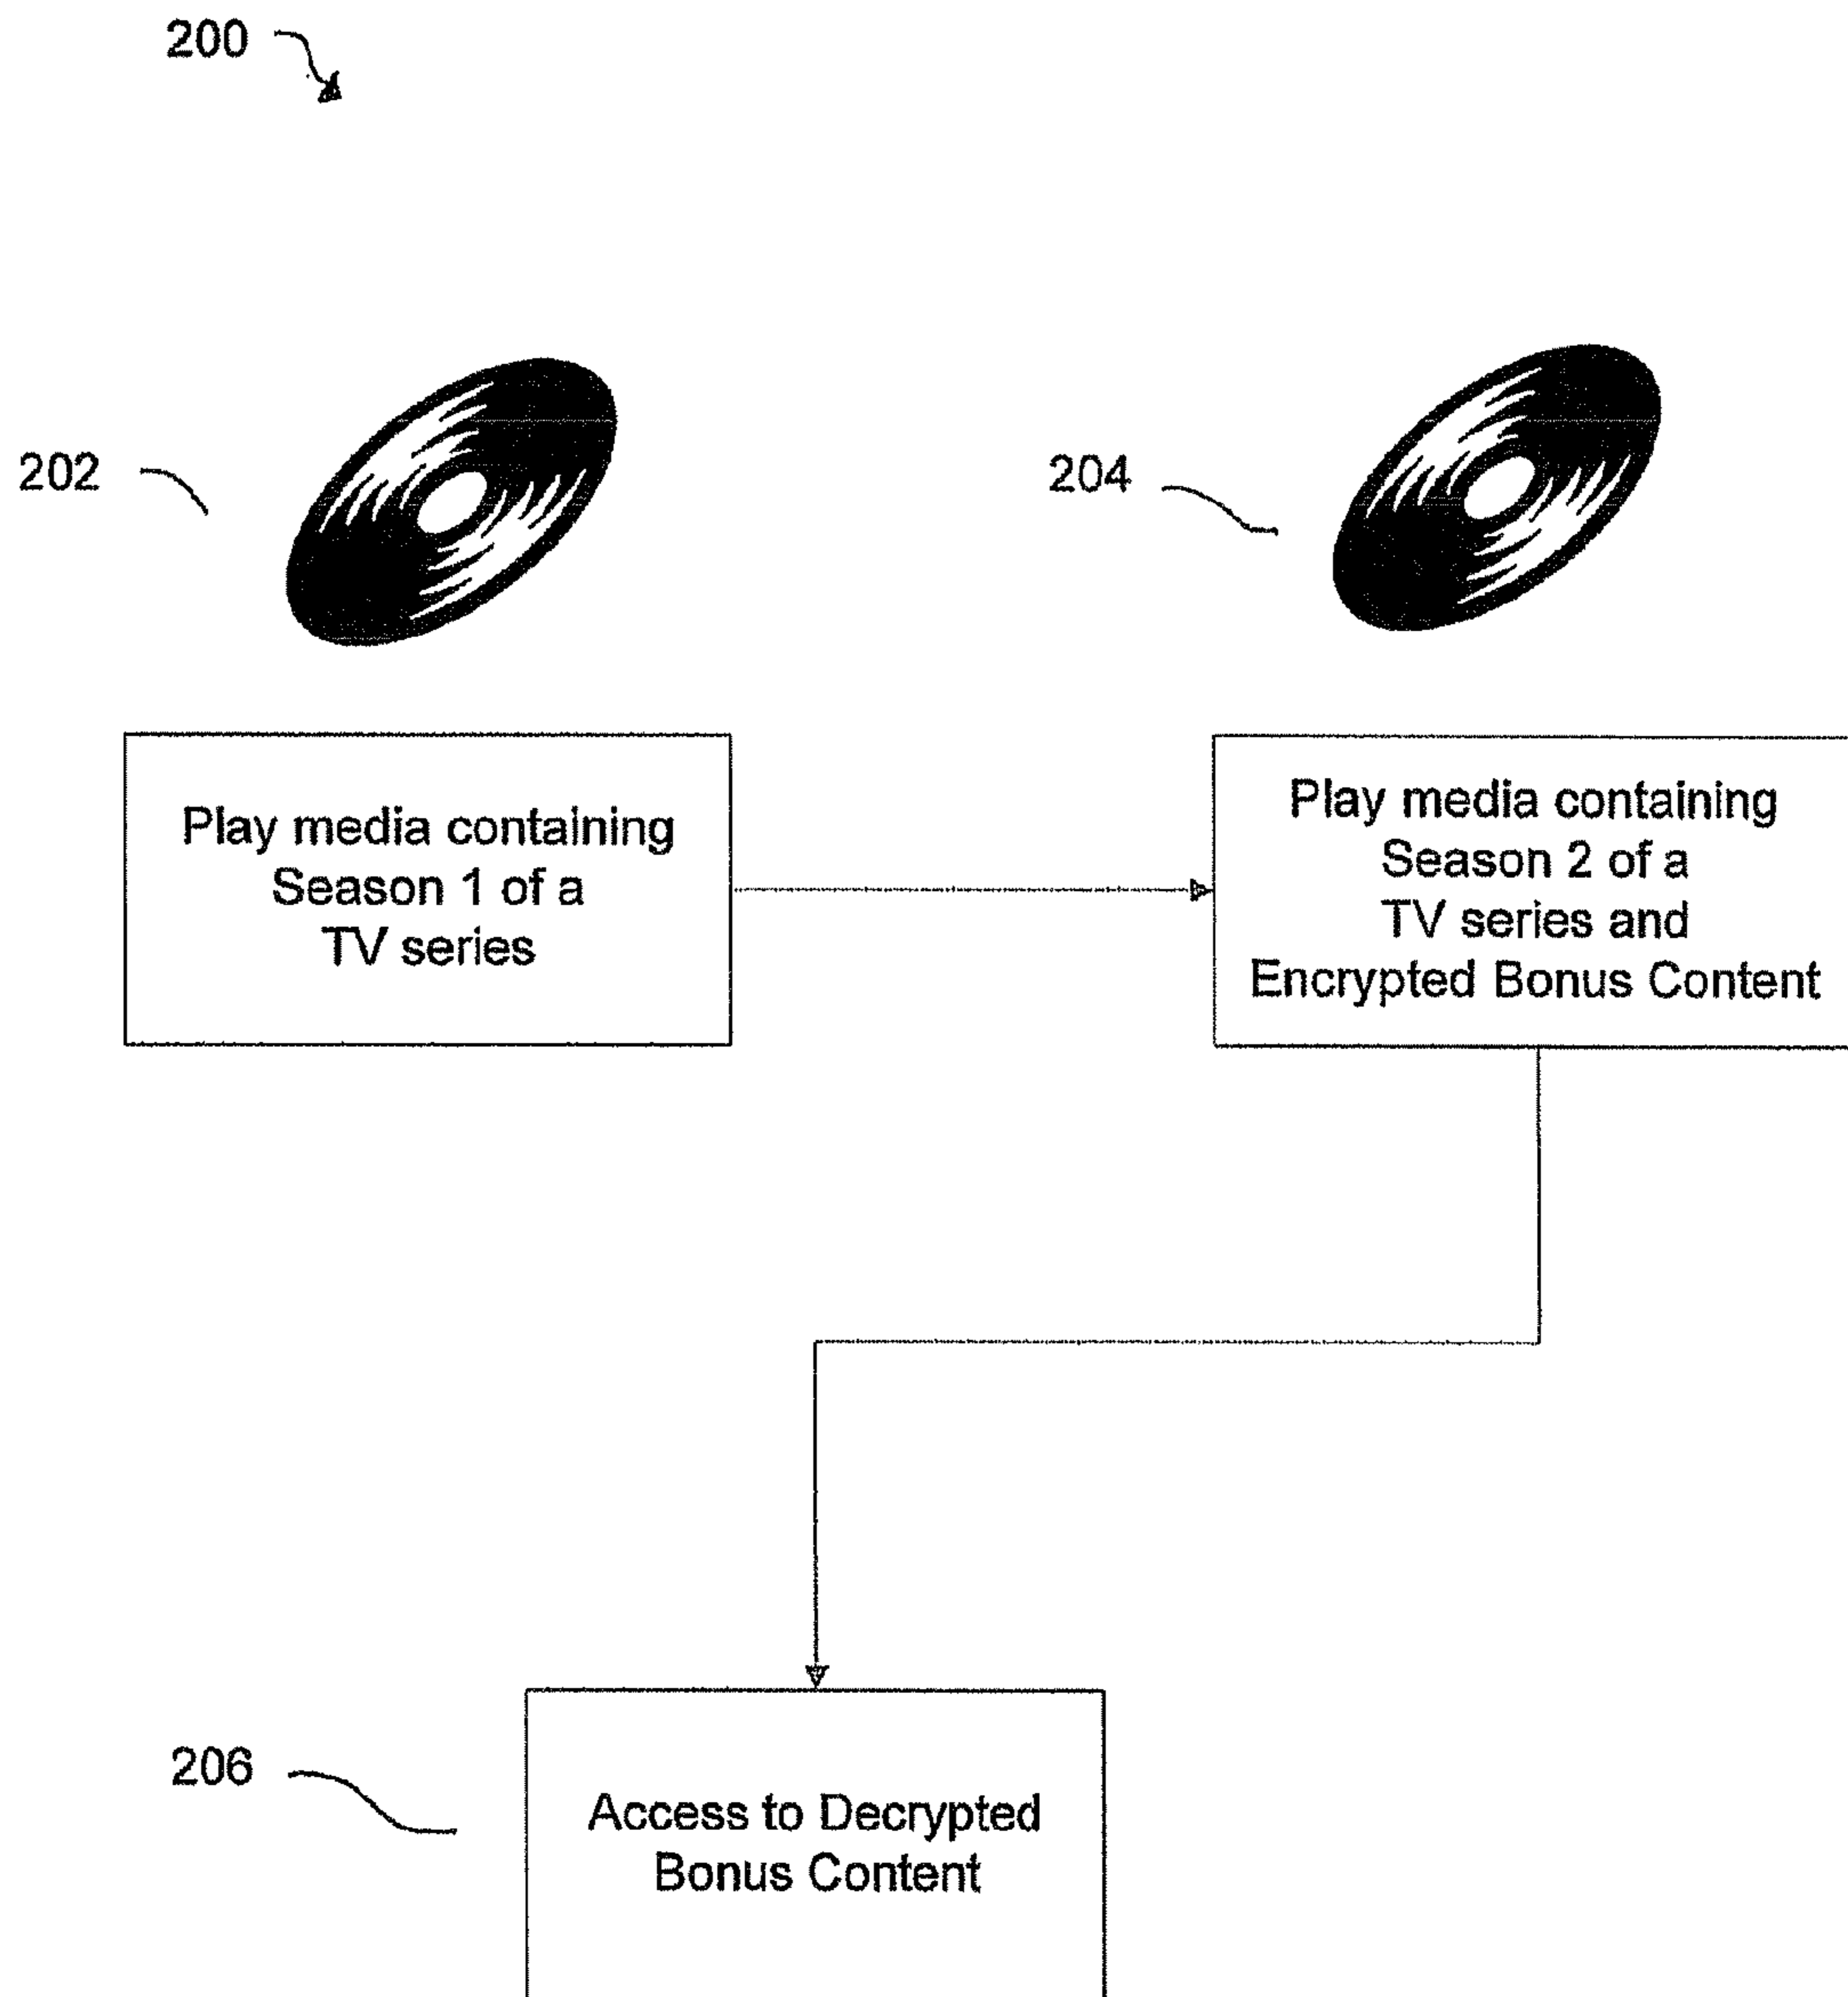 200
202
204
Play media containing
Season 1 of a
TV series
Play media containing
Season 2 of a
TV series and
Encrypted Bonus Content
206
Access to Decrypted
Bonus Content